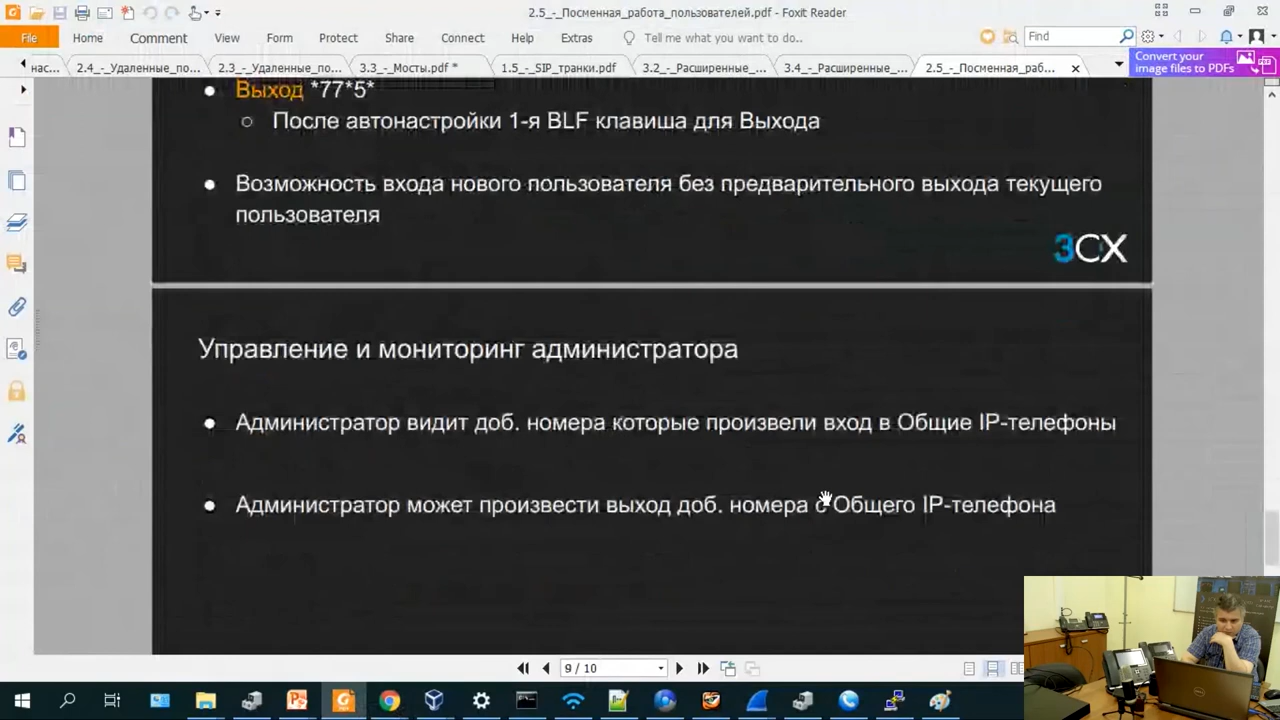 2.5_-_Посменная_работа_пользователей.pdf - Foxit Reader
File Home Comment View Form Protect Share Connect Help Extras Tell me what you want to do.. Find
нас... 2.4_-_Удаленные_по... 2.3_-_Удаленные_по... 3.3_-_Мосты.pdf * 1.5_-_SIP_транки.pdf 3.2_-_Расширенные_... 3.4_-_Расширенные_... 2.5_-_Посменная_раб...
Convert your
image files to PDFs
Выход *77*5*
После автонастройки 1-я BLF клавиша для Выхода
Возможность входа нового пользователя без предварительного выхода текущего
пользователя
3CX
Управление и мониторинг администратора
Администратор видит доб. номера которые произвели вход в Общие IP-телефоны
Администратор может произвести выход доб. номера с Общего IP-телефона
9 / 10